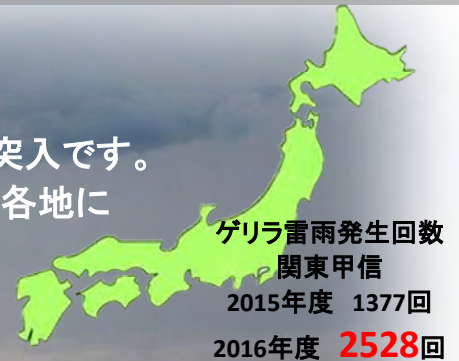 突入です。
各地に
ゲリラ雷雨発生回数
関東甲信
2015年度 1377回
2016年度 2528回